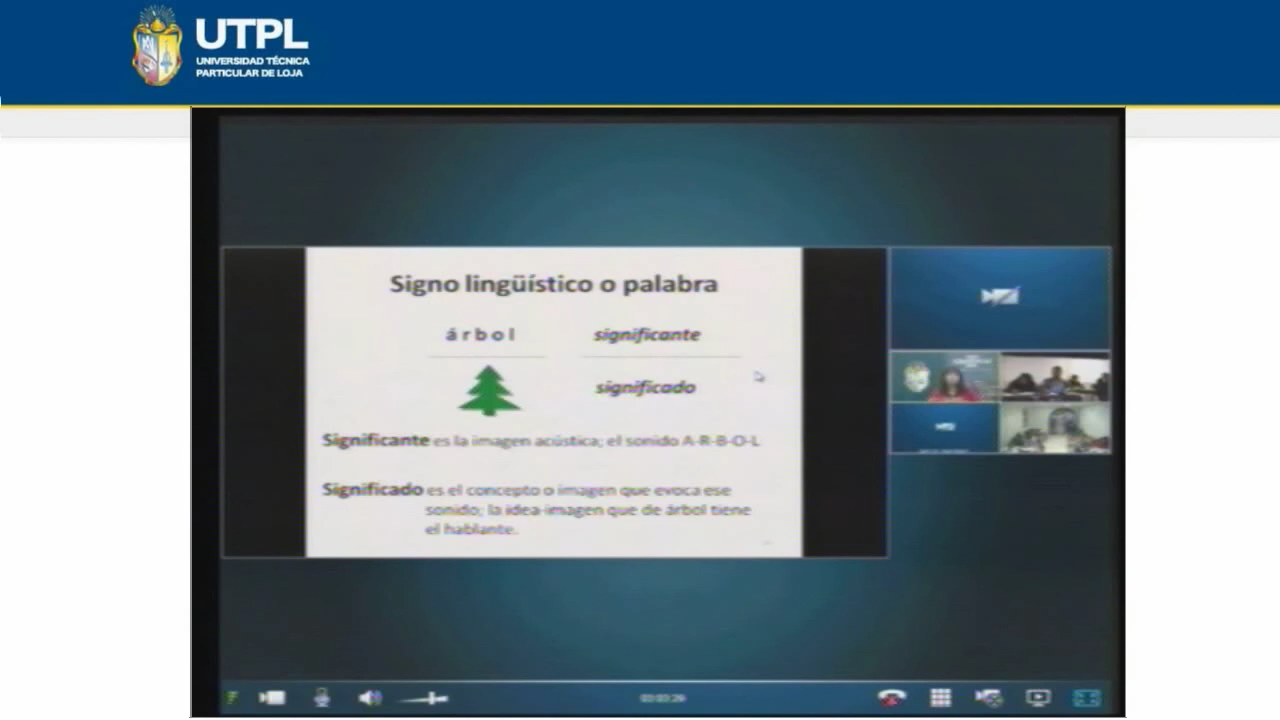 UTPL
UNIVERSIDAD TÉCNICA
PARTICULAR DE LOJA
Signo lingüístico o palabra
árbol significante
significado
Significante es la imagen acústica; el sonido A-R-B-O-L
Significado es el concepto o imagen que evoca ese
sonido; la idea-imagen que de árbol tiene
el hablante.